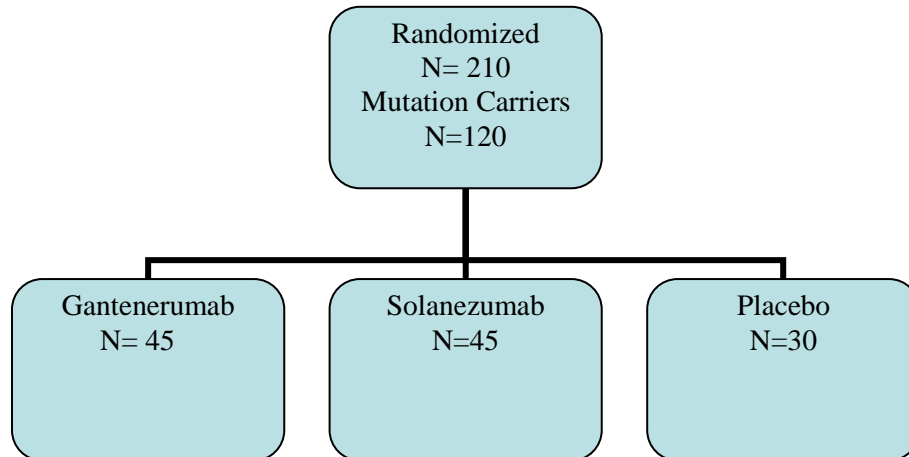 Randomized
N= 210
Mutation Carriers
N=120
Gantenerumab
N= 45
Solanezumab
N=45
Placebo
N=30